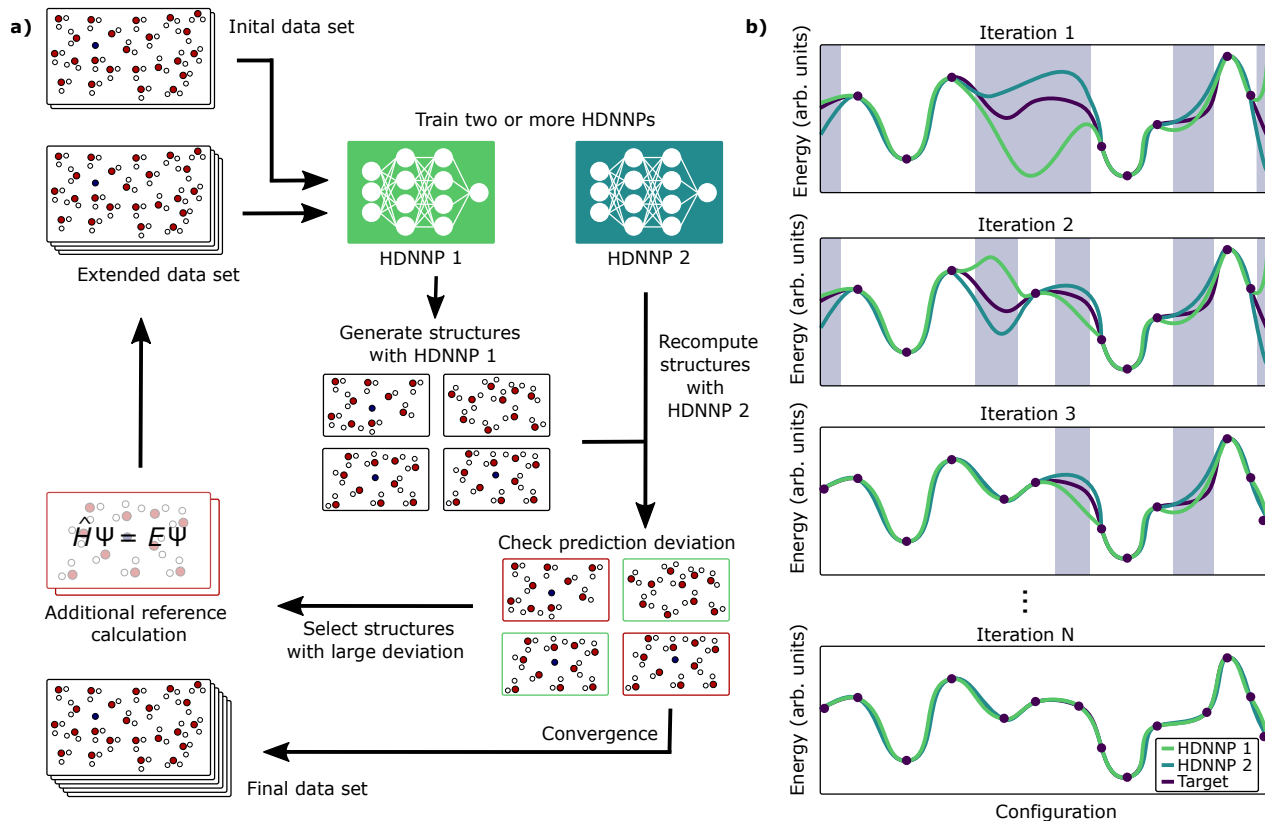 a)
Inital data set
Extended data set
Train two or more HDNNPs
HDNNP 1
HDNNP 2
Generate structures
with HDNNP 1
Recompute
structures
with
HDNNP 2
Check prediction deviation
Select structures
with large deviation
ĤΨ = EΨ
Additional reference
calculation
Convergence
Final data set
b)
Iteration 1
Energy (arb. units)
Iteration 2
Energy (arb. units)
Iteration 3
Energy (arb. units)
⋮
Iteration N
Energy (arb. units)
HDNNP 1
HDNNP 2
Target
Configuration